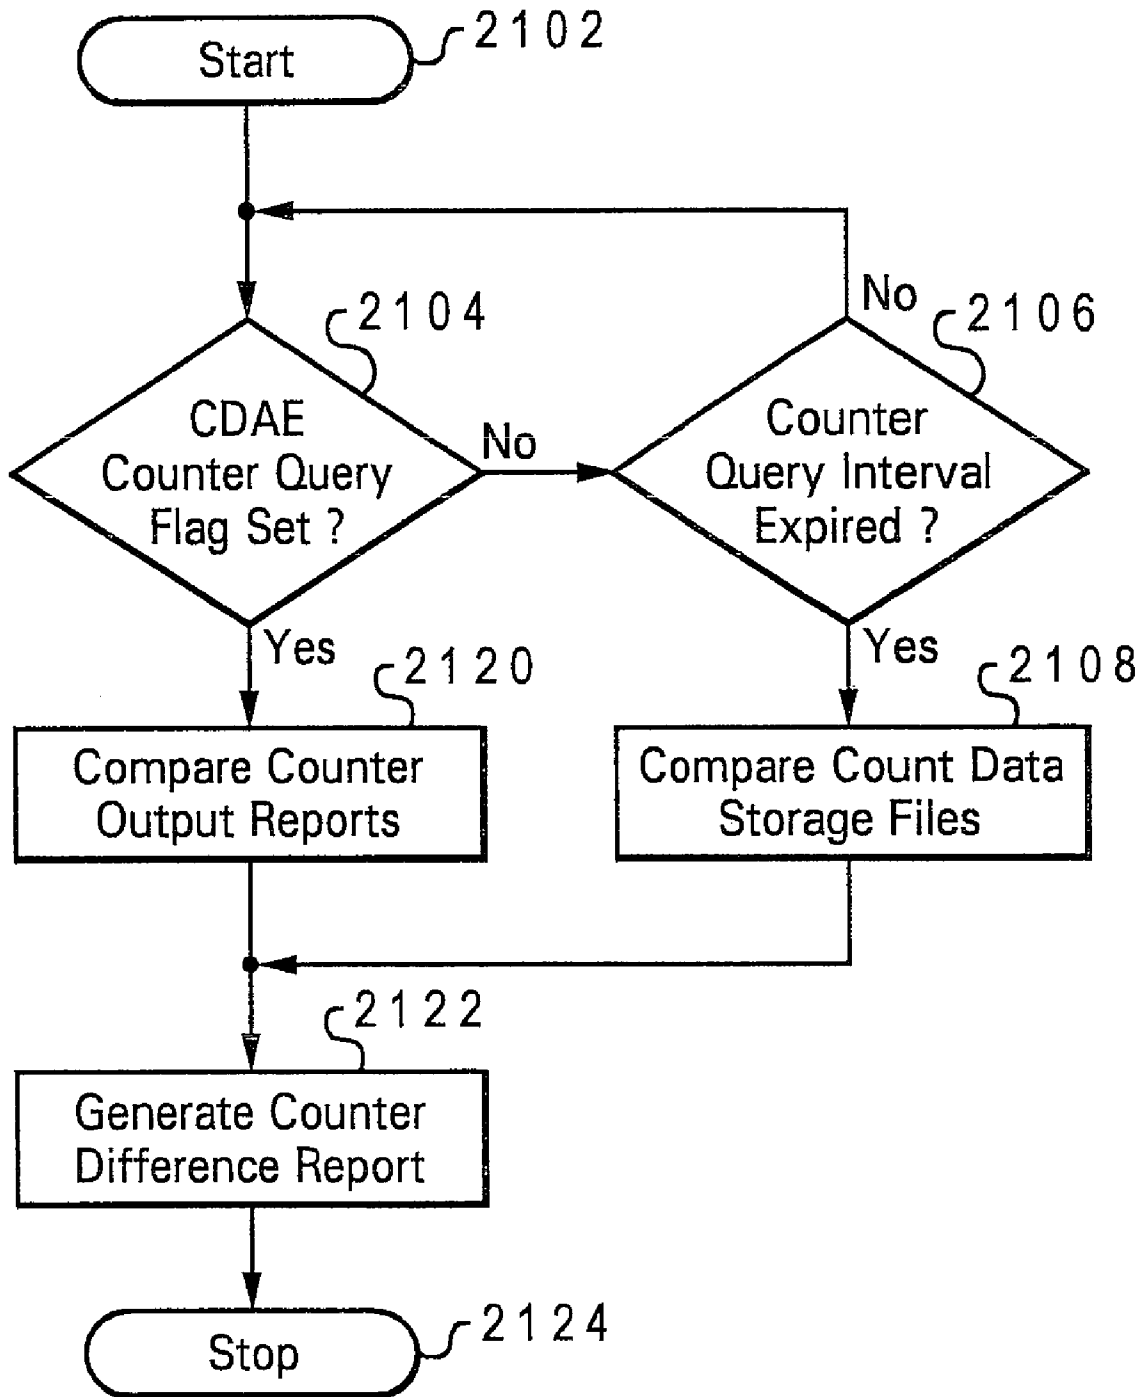 Start
2102
No
2104
2106
CDAE
Counter Query
Flag Set ?
No
Counter
Query Interval
Expired ?
Yes
Yes
2120
2108
Compare Counter
Output Reports
Compare Count Data
Storage Files
2122
Generate Counter
Difference Report
Stop
2124